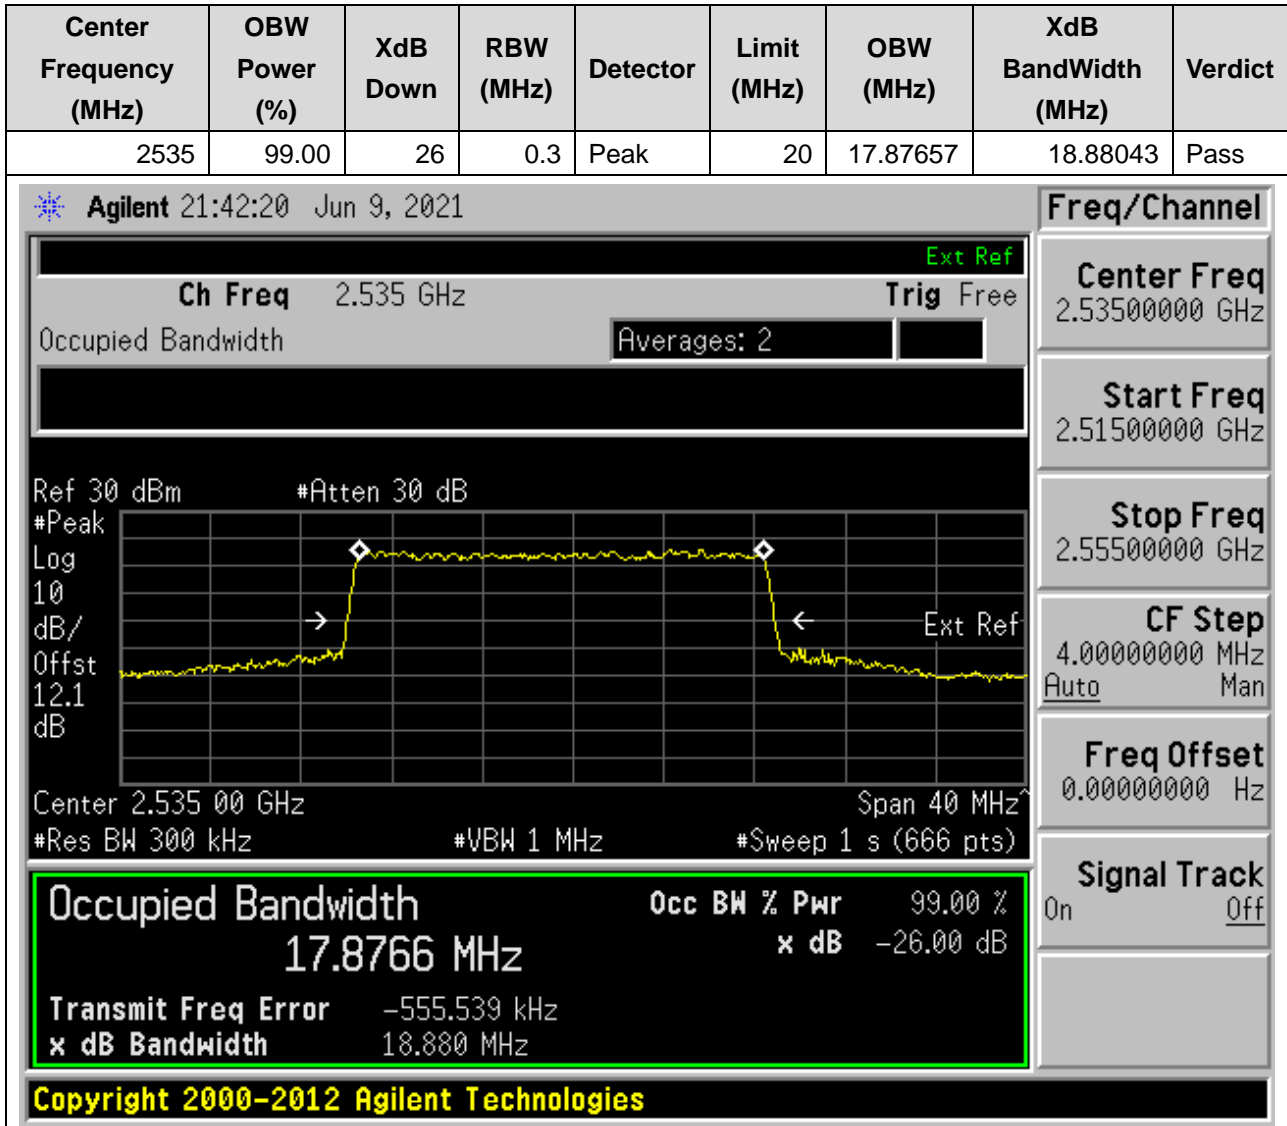 Center Frequency (MHz) OBW Power (%) XdB Down RBW (MHz) Detector Limit (MHz) OBW (MHz) XdB BandWidth (MHz) Verdict
2535 99.00 26 0.3 Peak 20 17.87657 18.88043 Pass
Agilent 21:42:20 Jun 9, 2021
Ext Ref
Ch Freq 2.535 GHz Trig Free
Occupied Bandwidth Averages: 2
Ref 30 dBm #Atten 30 dB
#Peak
Log
10
dB/
Ext Ref
Offst
12.1
dB
Center 2.535 00 GHz Span 40 MHz^
#Res BW 300 kHz #VBW 1 MHz #Sweep 1 s (666 pts)
Occupied Bandwidth Occ BW % Pwr 99.00 %
17.8766 MHz x dB -26.00 dB
Transmit Freq Error -555.539 kHz
x dB Bandwidth 18.880 MHz
Copyright 2000-2012 Agilent Technologies
Freq/Channel
Center Freq
2.53500000 GHz
Start Freq
2.51500000 GHz
Stop Freq
2.55500000 GHz
CF Step
4.00000000 MHz
Auto Man
Freq Offset
0.00000000 Hz
Signal Track
On Off